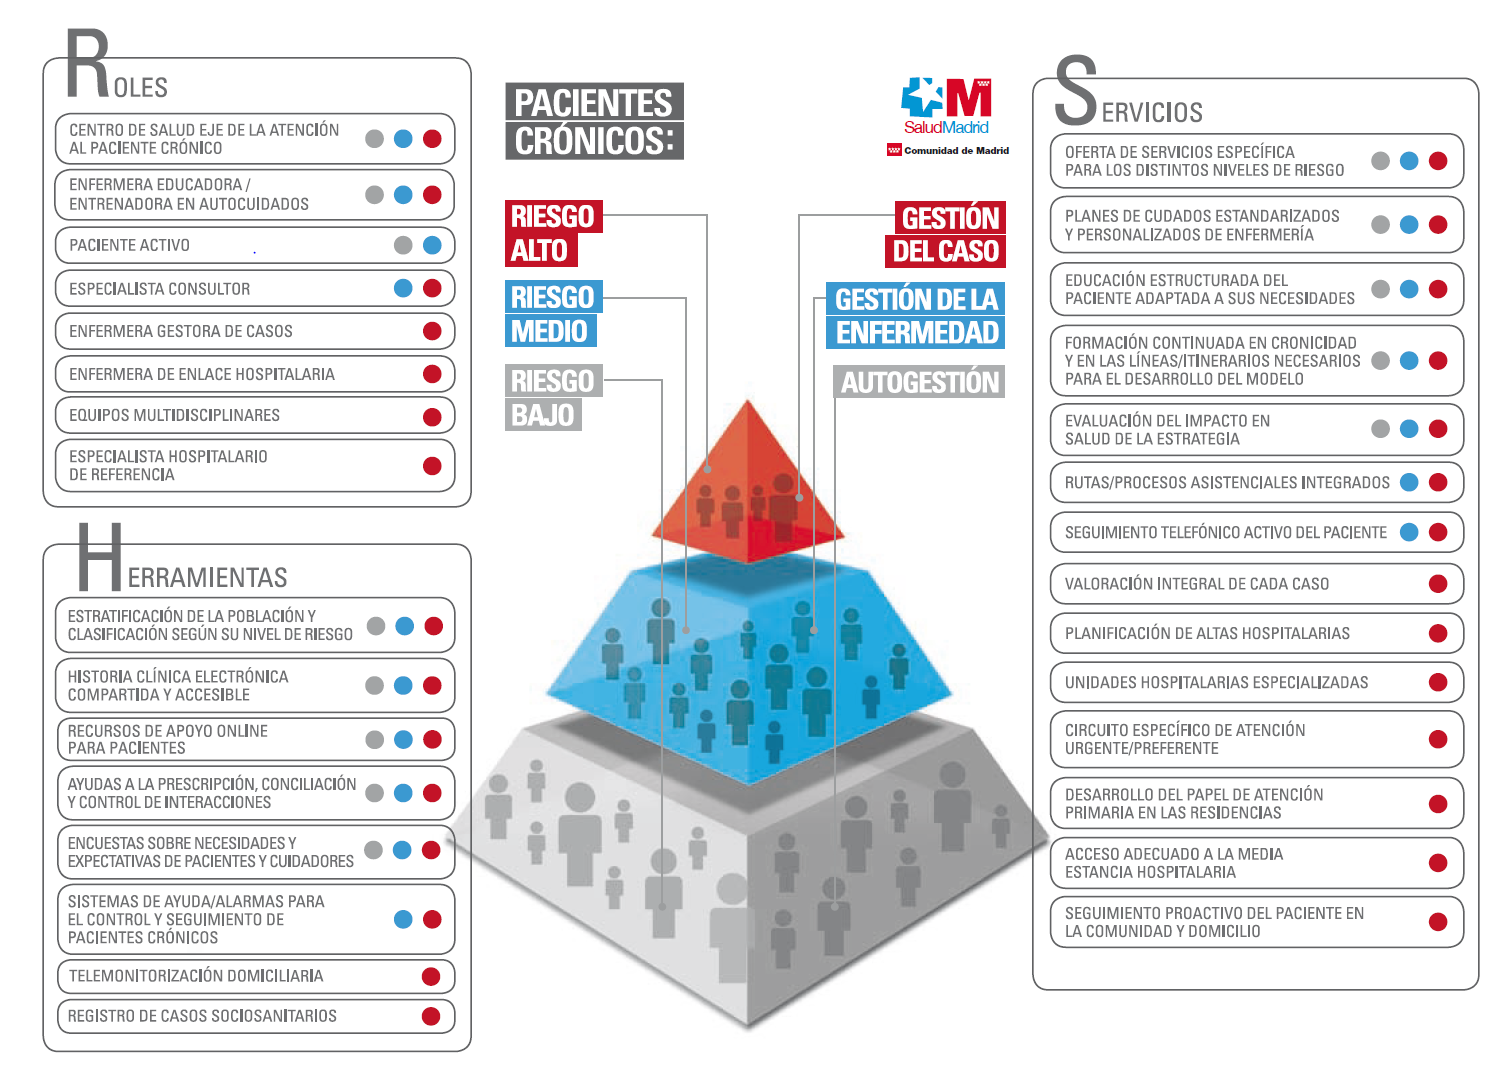 ROLES
CENTRO DE SALUD EJE DE LA ATENCIÓN
AL PACIENTE CRÓNICO
ENFERMERA EDUCADORA /
ENTRENADORA EN AUTOCUIDADOS
PACIENTE ACTIVO
ESPECIALISTA CONSULTOR
ENFERMERA GESTORA DE CASOS
ENFERMERA DE ENLACE HOSPITALARIA
EQUIPOS MULTIDISCIPLINARES
ESPECIALISTA HOSPITALARIO
DE REFERENCIA
HERRAMIENTAS
ESTRATIFICACIÓN DE LA POBLACIÓN Y
CLASIFICACIÓN SEGÚN SU NIVEL DE RIESGO
HISTORIA CLÍNICA ELECTRÓNICA
COMPARTIDA Y ACCESIBLE
RECURSOS DE APOYO ONLINE
PARA PACIENTES
AYUDAS A LA PRESCRIPCIÓN, CONCILIACIÓN
Y CONTROL DE INTERACCIONES
ENCUESTAS SOBRE NECESIDADES Y
EXPECTATIVAS DE PACIENTES Y CUIDADORES
SISTEMAS DE AYUDA/ALARMAS PARA
EL CONTROL Y SEGUIMIENTO DE
PACIENTES CRÓNICOS
TELEMONITORIZACIÓN DOMICILIARIA
REGISTRO DE CASOS SOCIOSANITARIOS
PACIENTES
CRÓNICOS:
M
SaludMadrid
Comunidad de Madrid
RIESGO
ALTO
RIESGO
MEDIO
RIESGO
BAJO
GESTIÓN
DEL CASO
GESTIÓN DE LA
ENFERMEDAD
AUTOGESTIÓN
SERVICIOS
OFERTA DE SERVICIOS ESPECÍFICA
PARA LOS DISTINTOS NIVELES DE RIESGO
PLANES DE CUDADOS ESTANDARIZADOS
Y PERSONALIZADOS DE ENFERMERÍA
EDUCACIÓN ESTRUCTURADA DEL
PACIENTE ADAPTADA A SUS NECESIDADES
FORMACIÓN CONTINUADA EN CRONICIDAD
Y EN LAS LÍNEAS/ITINERARIOS NECESARIOS
PARA EL DESARROLLO DEL MODELO
EVALUACIÓN DEL IMPACTO EN
SALUD DE LA ESTRATEGIA
RUTAS/PROCESOS ASISTENCIALES INTEGRADOS
SEGUIMIENTO TELEFÓNICO ACTIVO DEL PACIENTE
VALORACIÓN INTEGRAL DE CADA CASO
PLANIFICACIÓN DE ALTAS HOSPITALARIAS
UNIDADES HOSPITALARIAS ESPECIALIZADAS
CIRCUITO ESPECÍFICO DE ATENCIÓN
URGENTE/PREFERENTE
DESARROLLO DEL PAPEL DE ATENCIÓN
PRIMARIA EN LAS RESIDENCIAS
ACCESO ADECUADO A LA MEDIA
ESTANCIA HOSPITALARIA
SEGUIMIENTO PROACTIVO DEL PACIENTE EN
LA COMUNIDAD Y DOMICILIO